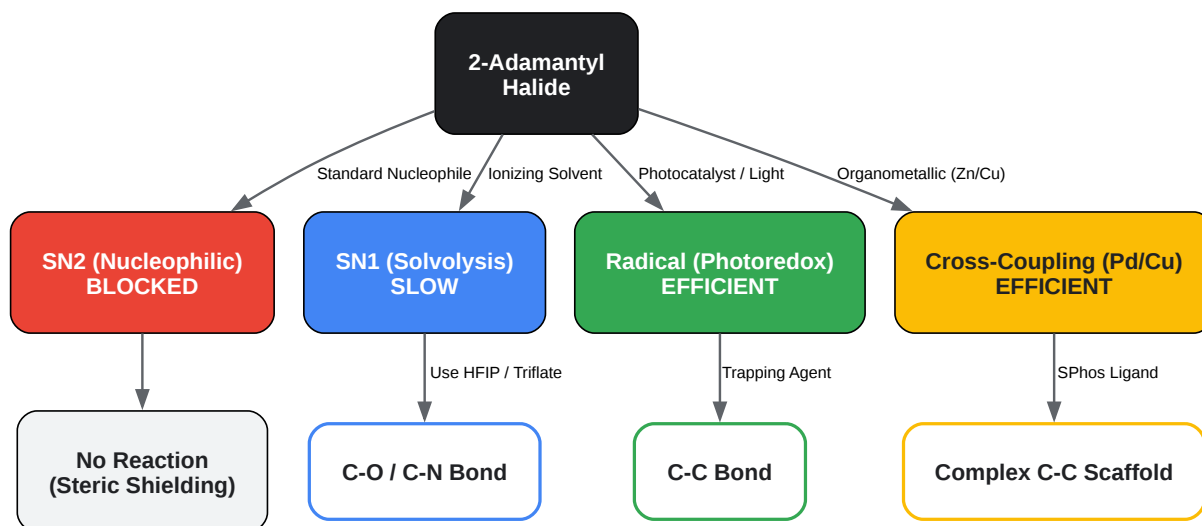 2-Adamantyl
Halide
Standard Nucleophile
Ionizing Solvent
Photocatalyst / Light
Organometallic (Zn/Cu)
SN2 (Nucleophilic)
BLOCKED
SN1 (Solvolysis)
SLOW
Radical (Photoredox)
EFFICIENT
Cross-Coupling (Pd/Cu)
EFFICIENT
Use HFIP / Triflate
Trapping Agent
SPhos Ligand
No Reaction
(Steric Shielding)
C-O / C-N Bond
C-C Bond
Complex C-C Scaffold